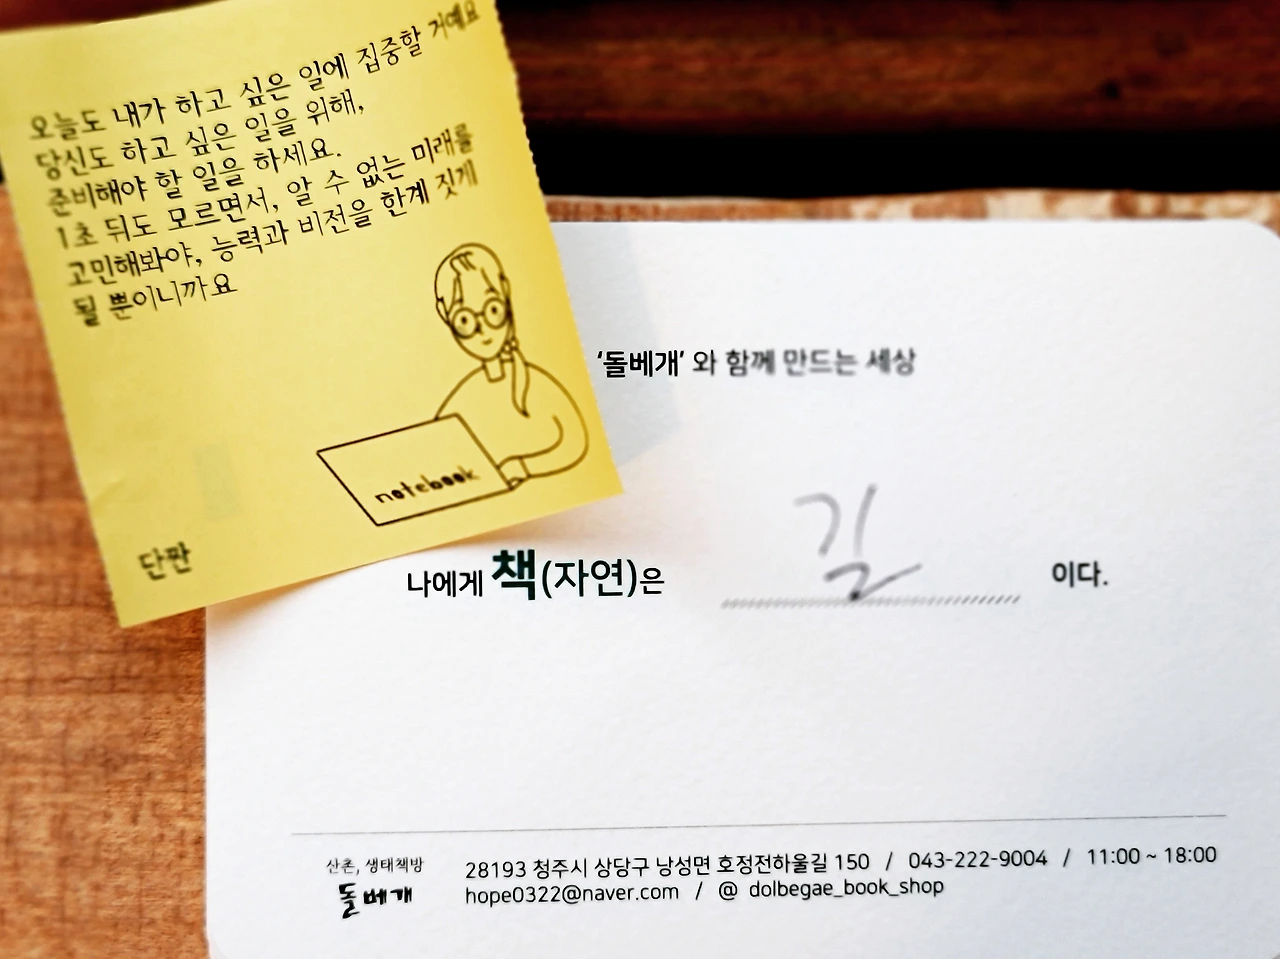 오늘도 내가 하고 싶은 일에 집중할 거예요
당신도 하고 싶은 일을 위해,
준비해야 할 일을 하세요.
1초 뒤도 모르면서, 알 수 없는 미래를
고민해봐야, 능력과 비전을 한계 짓게
될 뿐이니까요
notebook
단짠
‘돌베개’ 와 함께 만드는 세상
나에게 책(자연)은 길 이다.
산촌, 생태책방
돌베개
28193 청주시 상당구 낭성면 호정전하울길 150 / 043-222-9004 / 11:00 ~ 18:00
hope0322@naver.com / @ dolbegae_book_shop